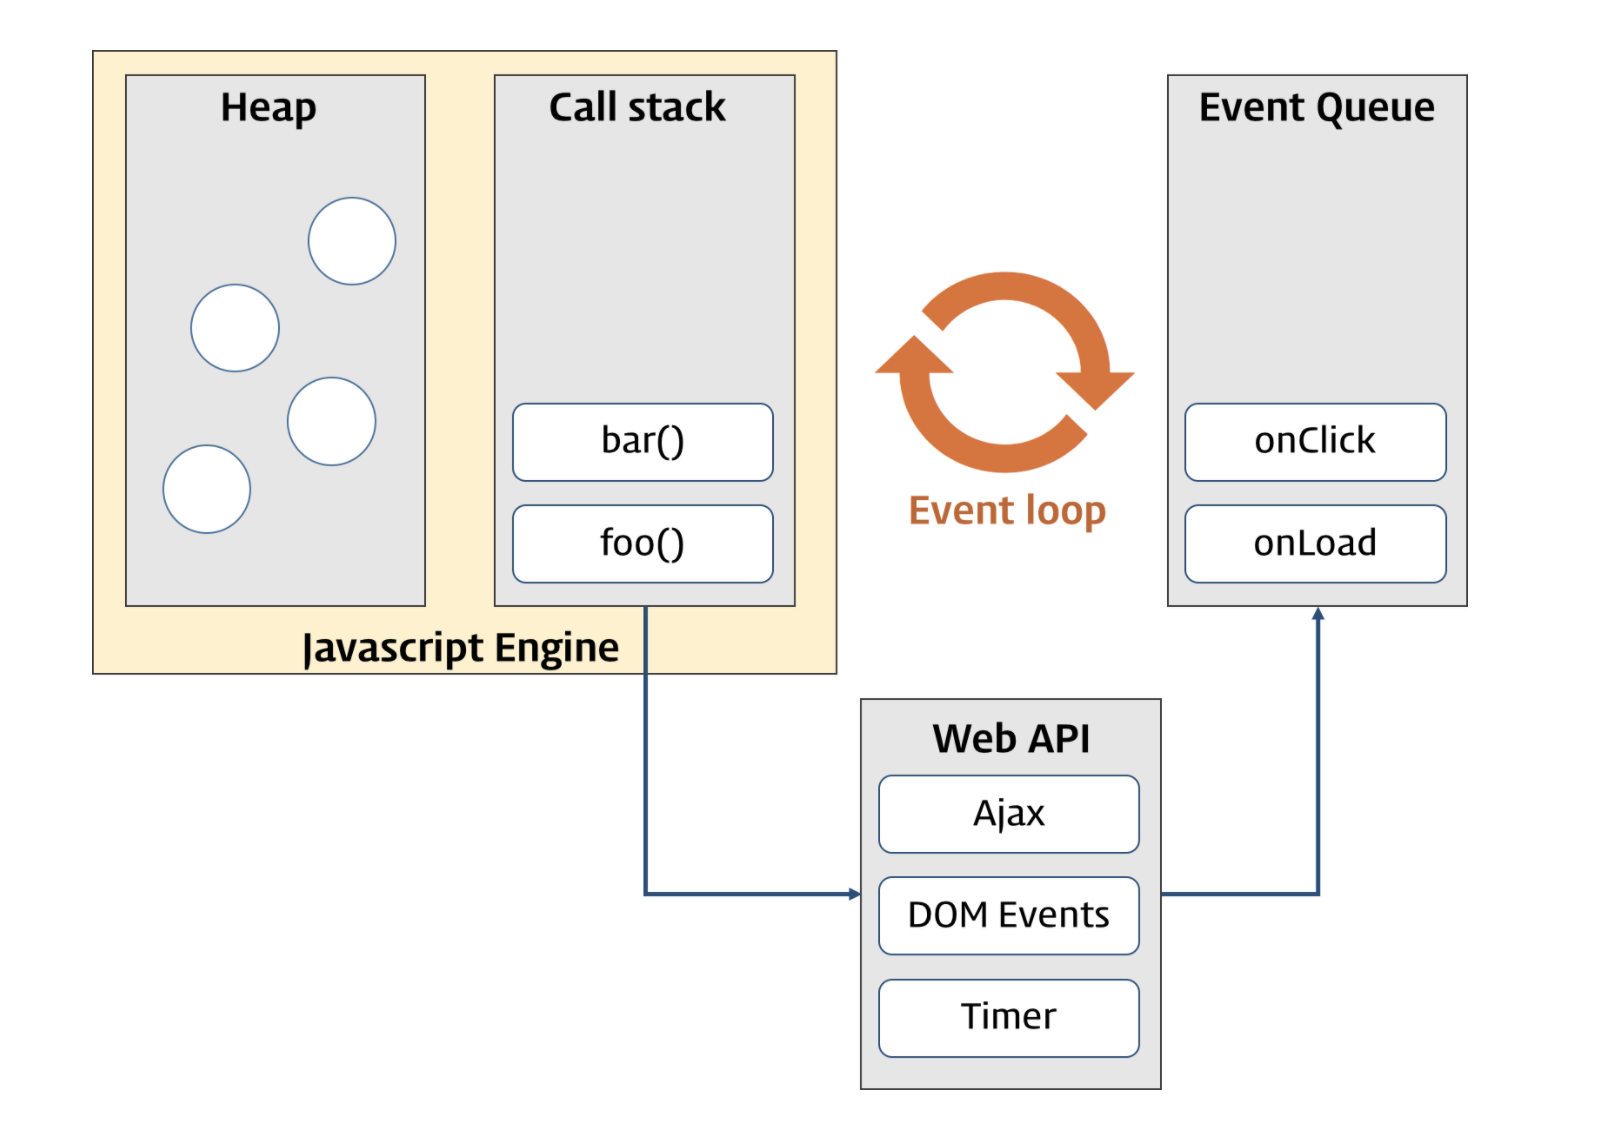 Heap
Call stack
bar()
foo()
Javascript Engine
Event loop
Event Queue
onClick
onLoad
Web API
Ajax
DOM Events
Timer